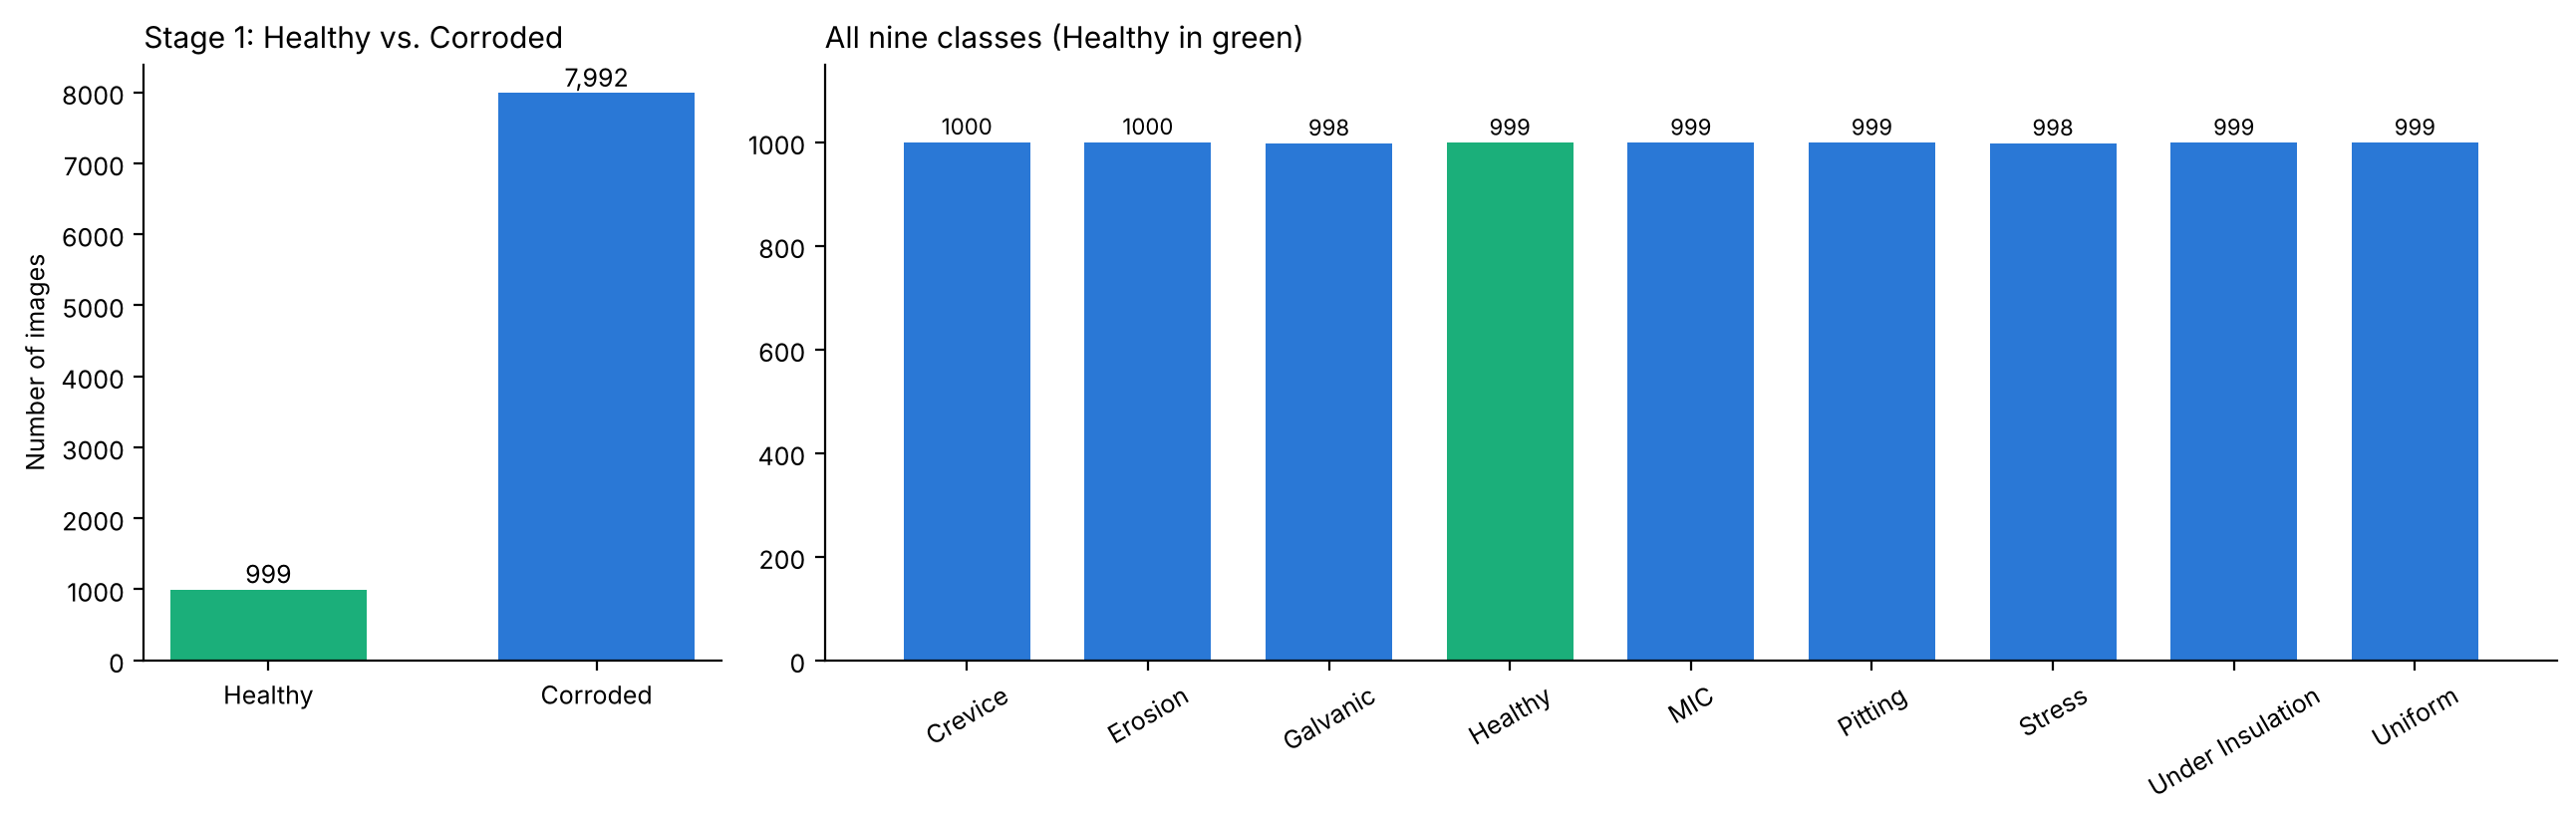 Stage 1: Healthy vs. Corroded
Number of images
8000
7000
6000
5000
4000
3000
2000
1000
0
999
7,992
Healthy
Corroded
All nine classes (Healthy in green)
1000
800
600
400
200
0
1000
1000
998
999
999
999
998
999
999
Crevice
Erosion
Galvanic
Healthy
MIC
Pitting
Stress
Under Insulation
Uniform